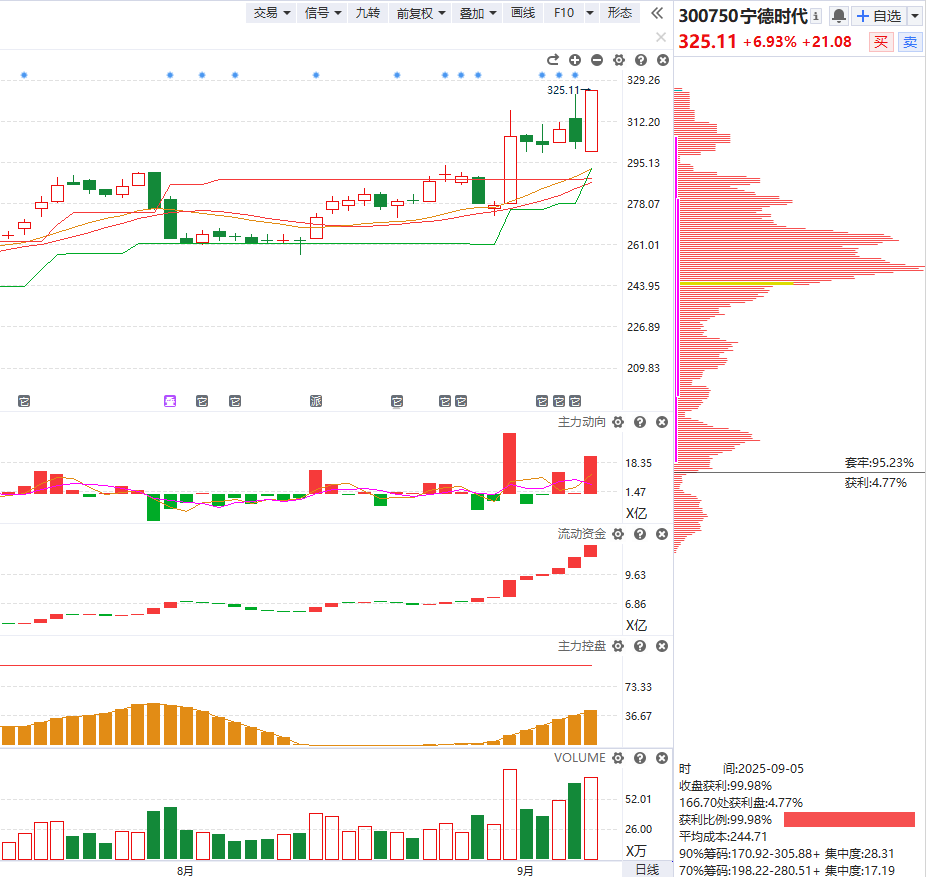 交易 信号 九转 前复权 叠加 画线 F10 形态
300750 宁德时代 i + 自选
325.11 +6.93% +21.08 买 卖
325.11
329.26
312.20
295.13
278.07
261.01
243.95
226.89
209.83
派
主力动向
18.35
1.47
X亿
套牢:95.23%
获利:4.77%
流动资金
9.63
6.86
X亿
主力控盘
73.33
36.67
VOLUME
52.01
26.00
X万
8月 9月 日线
时 间:2025-09-05
收盘获利:99.98%
166.70处获利盘:4.77%
获利比例:99.98%
平均成本:244.71
90%筹码:170.92-305.88+ 集中度:28.31
70%筹码:198.22-280.51+ 集中度:17.19